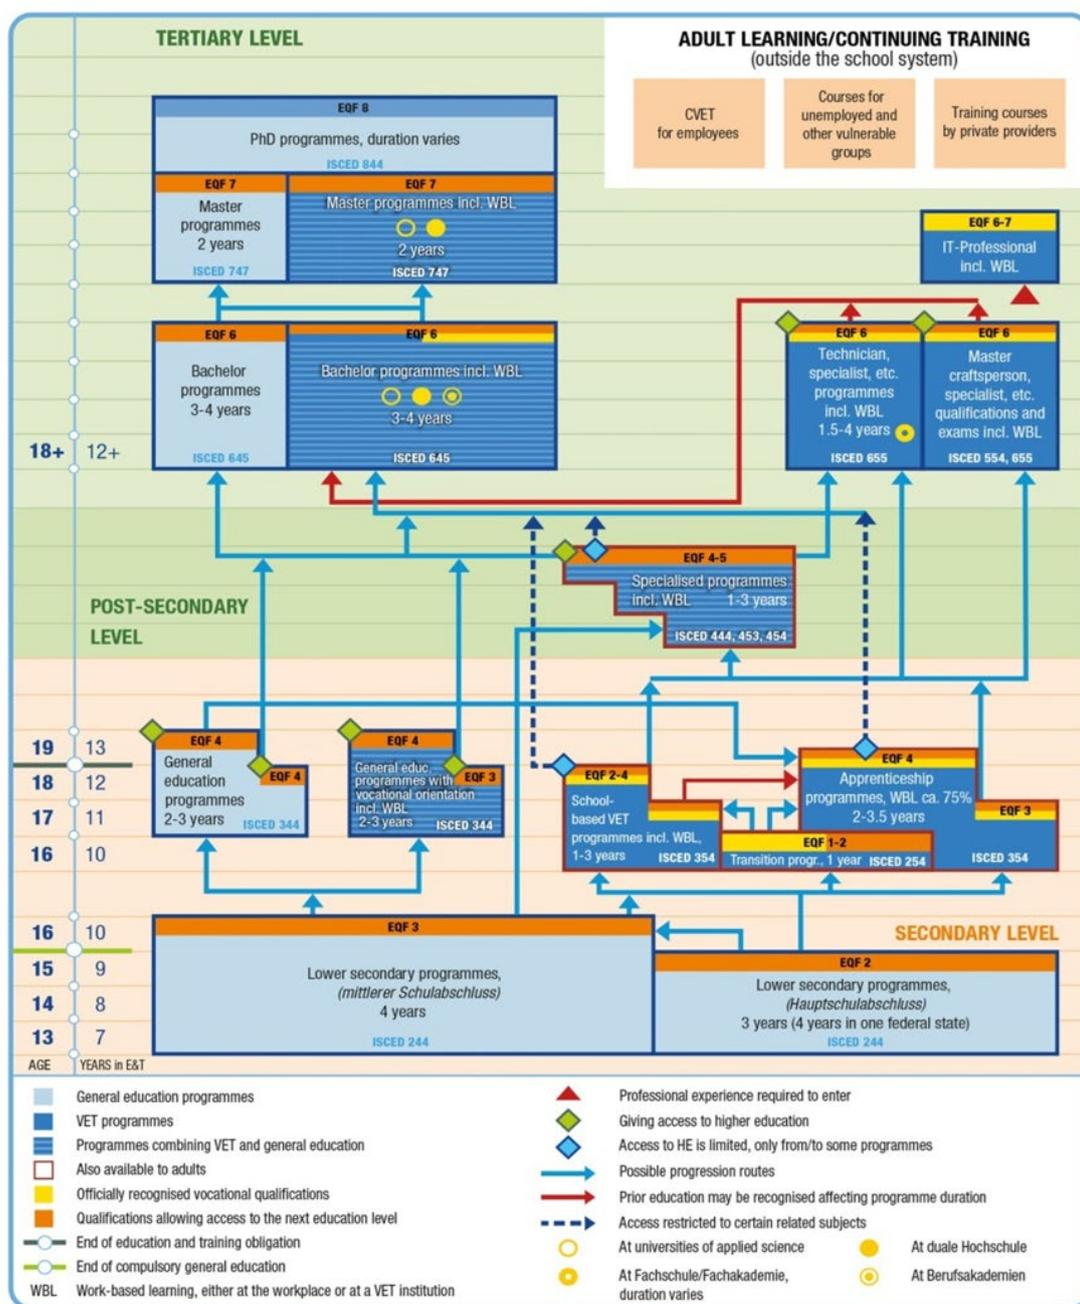 TERTIARY LEVEL
ADULT LEARNING/CONTINUING TRAINING
(outside the school system)
CVET
for employees
Courses for
unemployed and
other vulnerable
groups
Training courses
by private providers
EQF 8
PhD programmes, duration varies
ISCED 844
EQF 7
Master
programmes
2 years
ISCED 747
EQF 7
Master programmes incl. WBL
2 years
ISCED 747
EQF 6-7
IT-Professional
incl. WBL
EQF 6
Bachelor
programmes
3-4 years
ISCED 645
EQF 6
Bachelor programmes incl. WBL
3-4 years
ISCED 645
EQF 6
Technician,
specialist, etc.
programmes
incl. WBL
1.5-4 years
ISCED 655
EQF 6
Master
craftsperson,
specialist, etc.
qualifications and
exams incl. WBL
ISCED 554, 655
18+ 12+
POST-SECONDARY
LEVEL
EQF 4-5
Specialised programmes
incl. WBL 1-3 years
ISCED 444, 453, 454
19 13
18 12
17 11
16 10
EQF 4
General
education
programmes
2-3 years
EQF 4
ISCED 344
EQF 4
General educ.
programmes with
vocational orientation
incl. WBL
2-3 years
EQF 3
ISCED 344
EQF 2-4
School-
based VET
programmes incl. WBL,
1-3 years
ISCED 354
EQF 1-2
Transition progr., 1 year ISCED 254
EQF 4
Apprenticeship
programmes, WBL ca. 75%
2-3.5 years
EQF 3
ISCED 354
SECONDARY LEVEL
16 10
15 9
14 8
13 7
AGE YEARS in E&T
EQF 3
Lower secondary programmes,
(mittlerer Schulabschluss)
4 years
ISCED 244
EQF 2
Lower secondary programmes,
(Hauptschulabschluss)
3 years (4 years in one federal state)
ISCED 244
General education programmes
VET programmes
Programmes combining VET and general education
Also available to adults
Officially recognised vocational qualifications
Qualifications allowing access to the next education level
End of education and training obligation
End of compulsory general education
WBL Work-based learning, either at the workplace or at a VET institution
Professional experience required to enter
Giving access to higher education
Access to HE is limited, only from/to some programmes
Possible progression routes
Prior education may be recognised affecting programme duration
Access restricted to certain related subjects
At universities of applied science
At duale Hochschule
At Fachschule/Fachakademie,
duration varies
At Berufsakademien